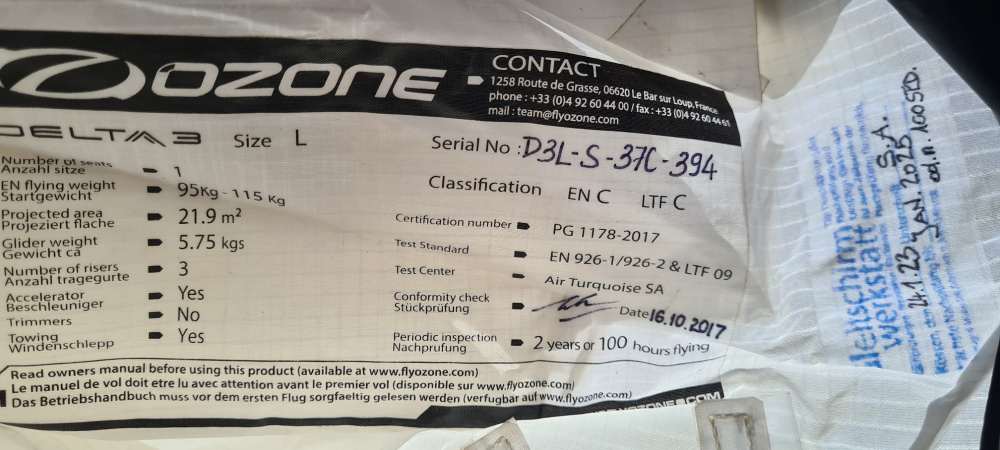 OZONE
CONTACT
1258 Route de Grasse, 06620 Le Bar sur Loup, France
phone : +33 (0)4 92 60 44 00 / fax : +33 (0)4 92 60 44 61
mail : team@flyozone.com
DELTA 3 Size L
Serial No : D3L-S-37C-394
Classification EN C LTF C
Number of seats
Anzahl sitze 1
EN flying weight
Startgewicht 95Kg - 115 Kg
Projected area
Projeziert flache 21.9 m²
Glider weight
Gewicht ca 5.75 kgs
Number of risers
Anzahl tragegurte 3
Accelerator
Beschleuniger Yes
Trimmers No
Towing
Windenschlepp Yes
Certification number PG 1178-2017
Test Standard EN 926-1/926-2 & LTF 09
Test Center Air Turquoise SA
Conformity check
Stückprüfung Date 16.10.2017
Periodic inspection
Nachprufung 2 years or 100 hours flying
Read owners manual before using this product (available at www.flyozone.com)
Le manuel de vol doit etre lu avec attention avant le premier vol (disponible sur www.flyozone.com)
Das Betriebshandbuch muss vor dem ersten Flug sorgfaeltig gelesen werden (verfugbar auf www.flyozone.com)
Gleitschirm
Werkstatt
S.A.
24.1.23 JAN 2025
od.n. 100 STD.